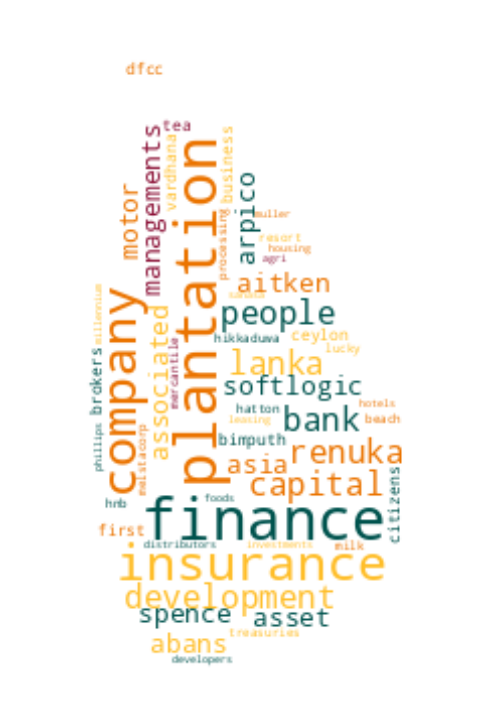 dfcc
tea
managements
vardhana
plantation
business
processing
motor
arpico
muller
resort
housing
agri
aitken
people
company
millennium
associated
mercantile
hikkaduwa
ceylon
lucky
lanka
softlogic
brokers
phillips
hatton
bank
hotels
beach
leasing
bimputh
renuka
asia
capital
citizens
meistacorp
hnb
foods
finance
first
distributors
investments
milk
insurance
development
spence
asset
treasuries
abans
developers